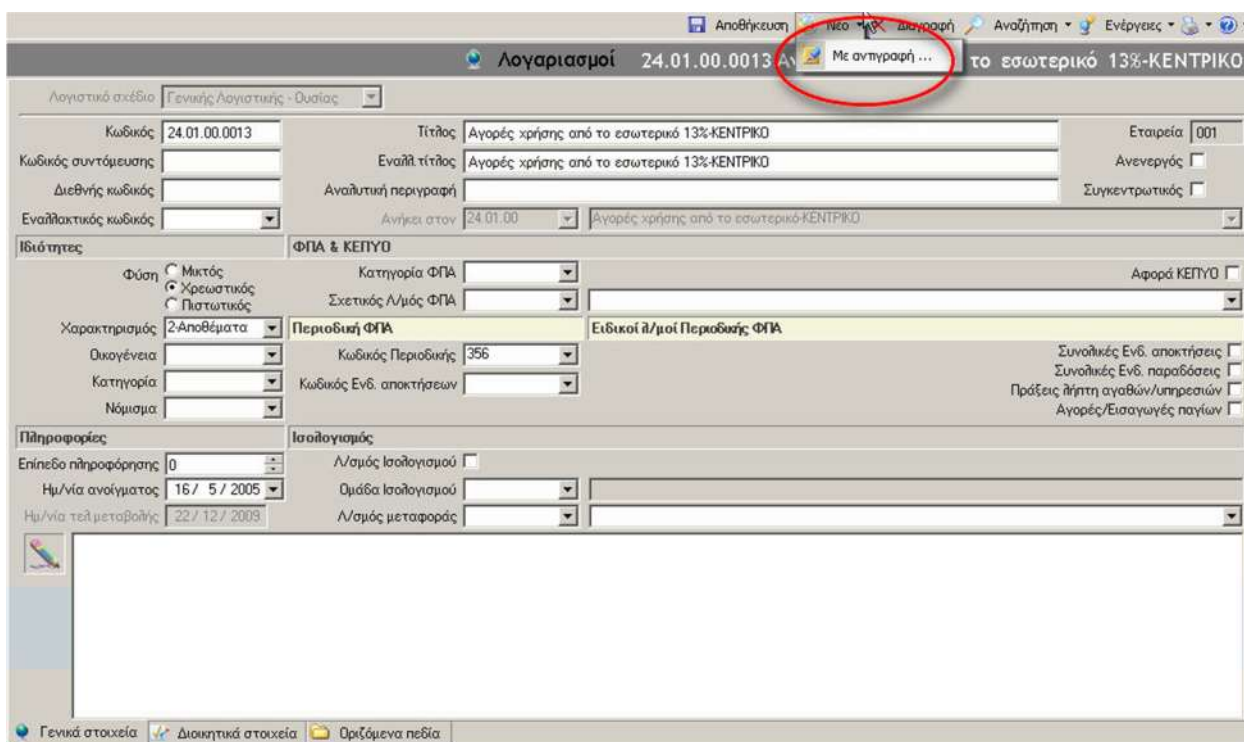 Αποθήκευση Νέο Διαγραφή Αναζήτηση Ενέργειες
Λογαριασμοί 24.01.00.0013 Αν Με αντιγραφή ... το εσωτερικό 13%-ΚΕΝΤΡΙΚΟ
Λογιστικό σχέδιο Γενικής Λογιστικής - Ουσίας
Κωδικός 24.01.00.0013 Τίτλος Αγορές χρήσης από το εσωτερικό 13%-ΚΕΝΤΡΙΚΟ Εταιρεία 001
Κωδικός συντόμευσης Εναλλ. τίτλος Αγορές χρήσης από το εσωτερικό 13%-ΚΕΝΤΡΙΚΟ Ανενεργός
Διεθνής κωδικός Αναλυτική περιγραφή Συγκεντρωτικός
Εναλλακτικός κωδικός Ανήκει στον 24.01.00 Αγορές χρήσης από το εσωτερικό-ΚΕΝΤΡΙΚΟ
Ιδιότητες ΦΠΑ & ΚΕΠΥΟ
Φύση Μικτός Κατηγορία ΦΠΑ Αφορά ΚΕΠΥΟ
Χρεωστικός
Πιστωτικός Σχετικός Λ/μός ΦΠΑ
Χαρακτηρισμός 2-Αποθέματα Περιοδική ΦΠΑ Ειδικοί λ/μοί Περιοδικής ΦΠΑ
Οικογένεια Κωδικός Περιοδικής 356 Συνολικές Ενδ. αποκτήσεις
Συνολικές Ενδ. παραδόσεις
Κατηγορία Κωδικός Ενδ. αποκτήσεων Πράξεις λήπτη αγαθών/υπηρεσιών
Νόμισμα Αγορές/Εισαγωγές παγίων
Πληροφορίες Ισολογισμός
Επίπεδο πληροφόρησης 0 Λ/σμός Ισολογισμού
Ημ/νία ανοίγματος 16/ 5/ 2005 Ομάδα Ισολογισμού
Ημ/νία τελ.μεταβολής 22/ 12/ 2009 Λ/σμός μεταφοράς
Γενικά στοιχεία Διοικητικά στοιχεία Οριζόμενα πεδία